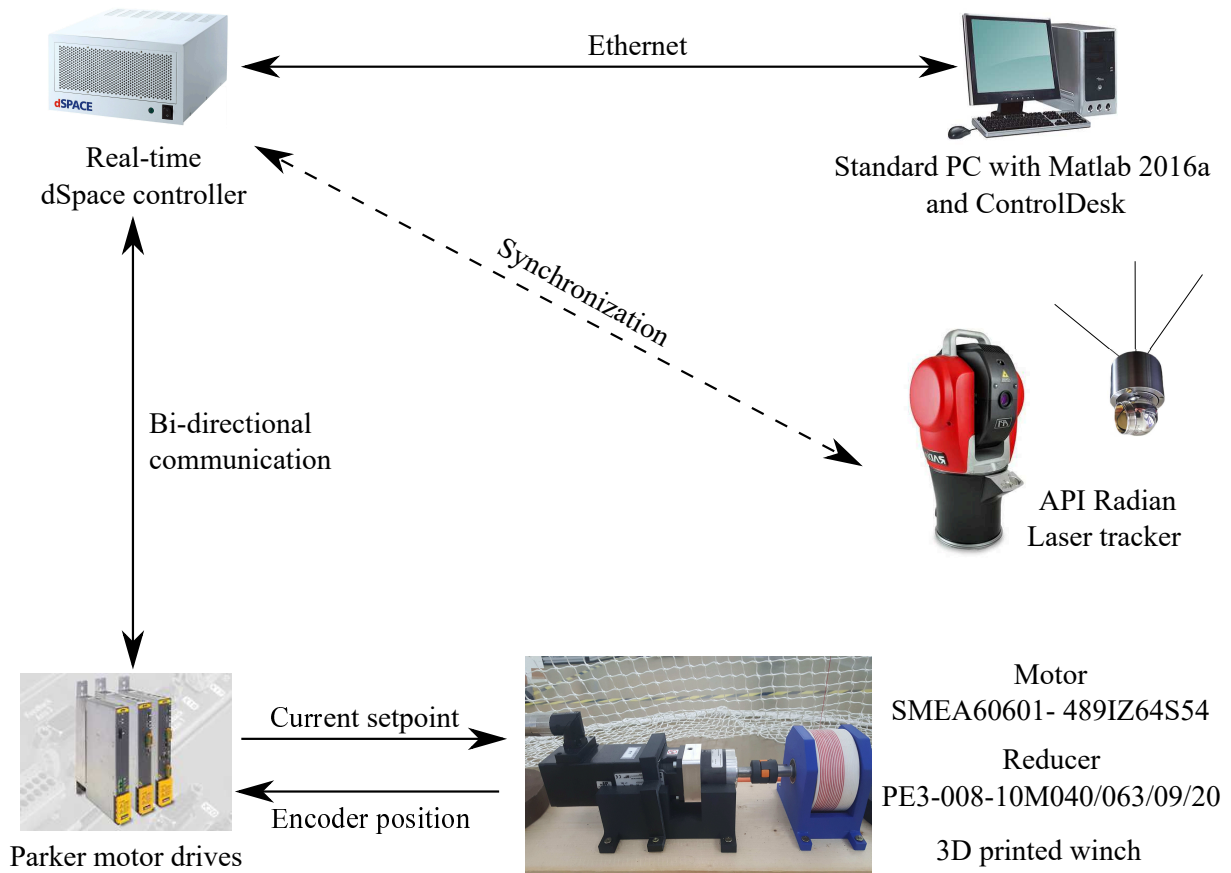 dSPACE
Ethernet
Real-time
dSpace controller
Standard PC with Matlab 2016a
and ControlDesk
Synchronization
Bi-directional
communication
API Radian
Laser tracker
Current setpoint
Encoder position
Parker motor drives
Motor
SMEA60601- 489IZ64S54
Reducer
PE3-008-10M040/063/09/20
3D printed winch